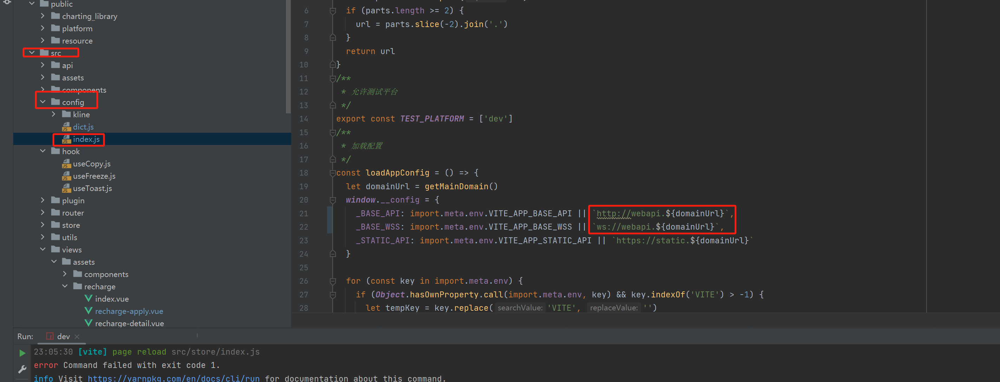 public
charting_library
platform
resource
src
api
assets
components
config
kline
dict.js
index.js
hook
useCopy.js
useFreeze.js
useToast.js
plugin
router
store
utils
views
assets
components
recharge
index.vue
recharge-apply.vue
recharge-detail.vue
6 if (parts.length >= 2) {
7 url = parts.slice(-2).join('.')
8 }
9 return url
10 }
11 /**
12 * 允许测试平台
13 */
14 export const TEST_PLATFORM = ['dev']
15 /**
16 * 加载配置
17 */
18 const loadAppConfig = () => {
19 let domainUrl = getMainDomain()
20 window.__config = {
21 _BASE_API: import.meta.env.VITE_APP_BASE_API || `http://webapi.${domainUrl}`,
22 _BASE_WSS: import.meta.env.VITE_APP_BASE_WSS || `ws://webapi.${domainUrl}`,
23 _STATIC_API: import.meta.env.VITE_APP_STATIC_API || `https://static.${domainUrl}`
24 }
25
26 for (const key in import.meta.env) {
27 if (Object.hasOwnProperty.call(import.meta.env, key) && key.indexOf('VITE') > -1) {
28 let tempKey = key.replace( searchValue: 'VITE', replaceValue: '')
Run: dev
23:05:30 [vite] page reload src/store/index.js
error Command failed with exit code 1.
info Visit https://yarnpkg.com/en/docs/cli/run for documentation about this command.